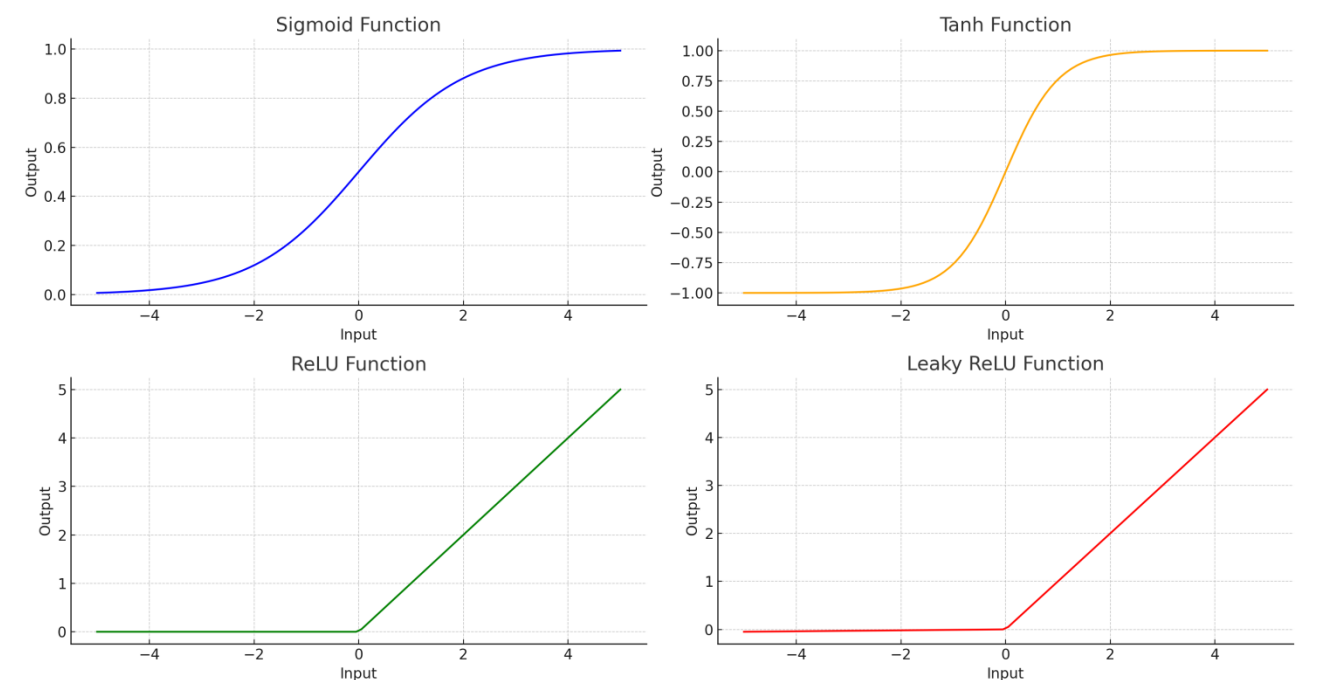 Sigmoid Function
1.0
0.8
0.6
0.4
0.2
0.0
Output
−4 −2 0 2 4
Input
Tanh Function
1.00
0.75
0.50
0.25
0.00
−0.25
−0.50
−0.75
−1.00
Output
−4 −2 0 2 4
Input
ReLU Function
5
4
3
2
1
0
Output
−4 −2 0 2 4
Input
Leaky ReLU Function
5
4
3
2
1
0
Output
−4 −2 0 2 4
Input